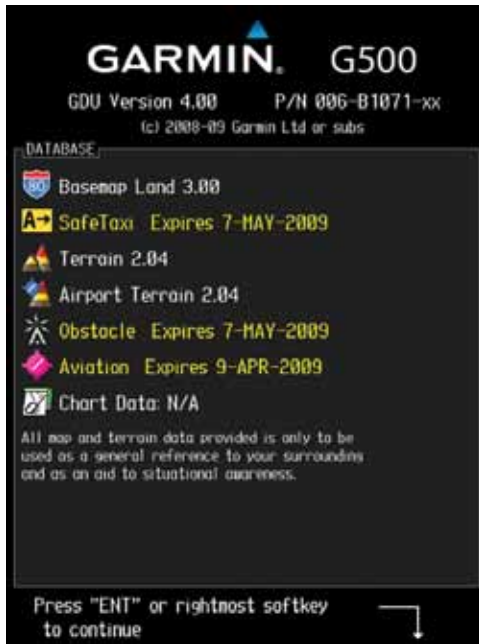 GARMIN. G500
GDU Version 4.00 P/N 006-B1071-xx
(c) 2008-09 Garmin Ltd or subs
DATABASE
80 Basemap Land 3.00
A→ SafeTaxi Expires 7-MAY-2009
Terrain 2.04
Airport Terrain 2.04
Obstacle Expires 7-MAY-2009
Aviation Expires 9-APR-2009
Chart Data: N/A
All map and terrain data provided is only to be
used as a general reference to your surrounding
and as an aid to situational awareness.
Press "ENT" or rightmost softkey
to continue